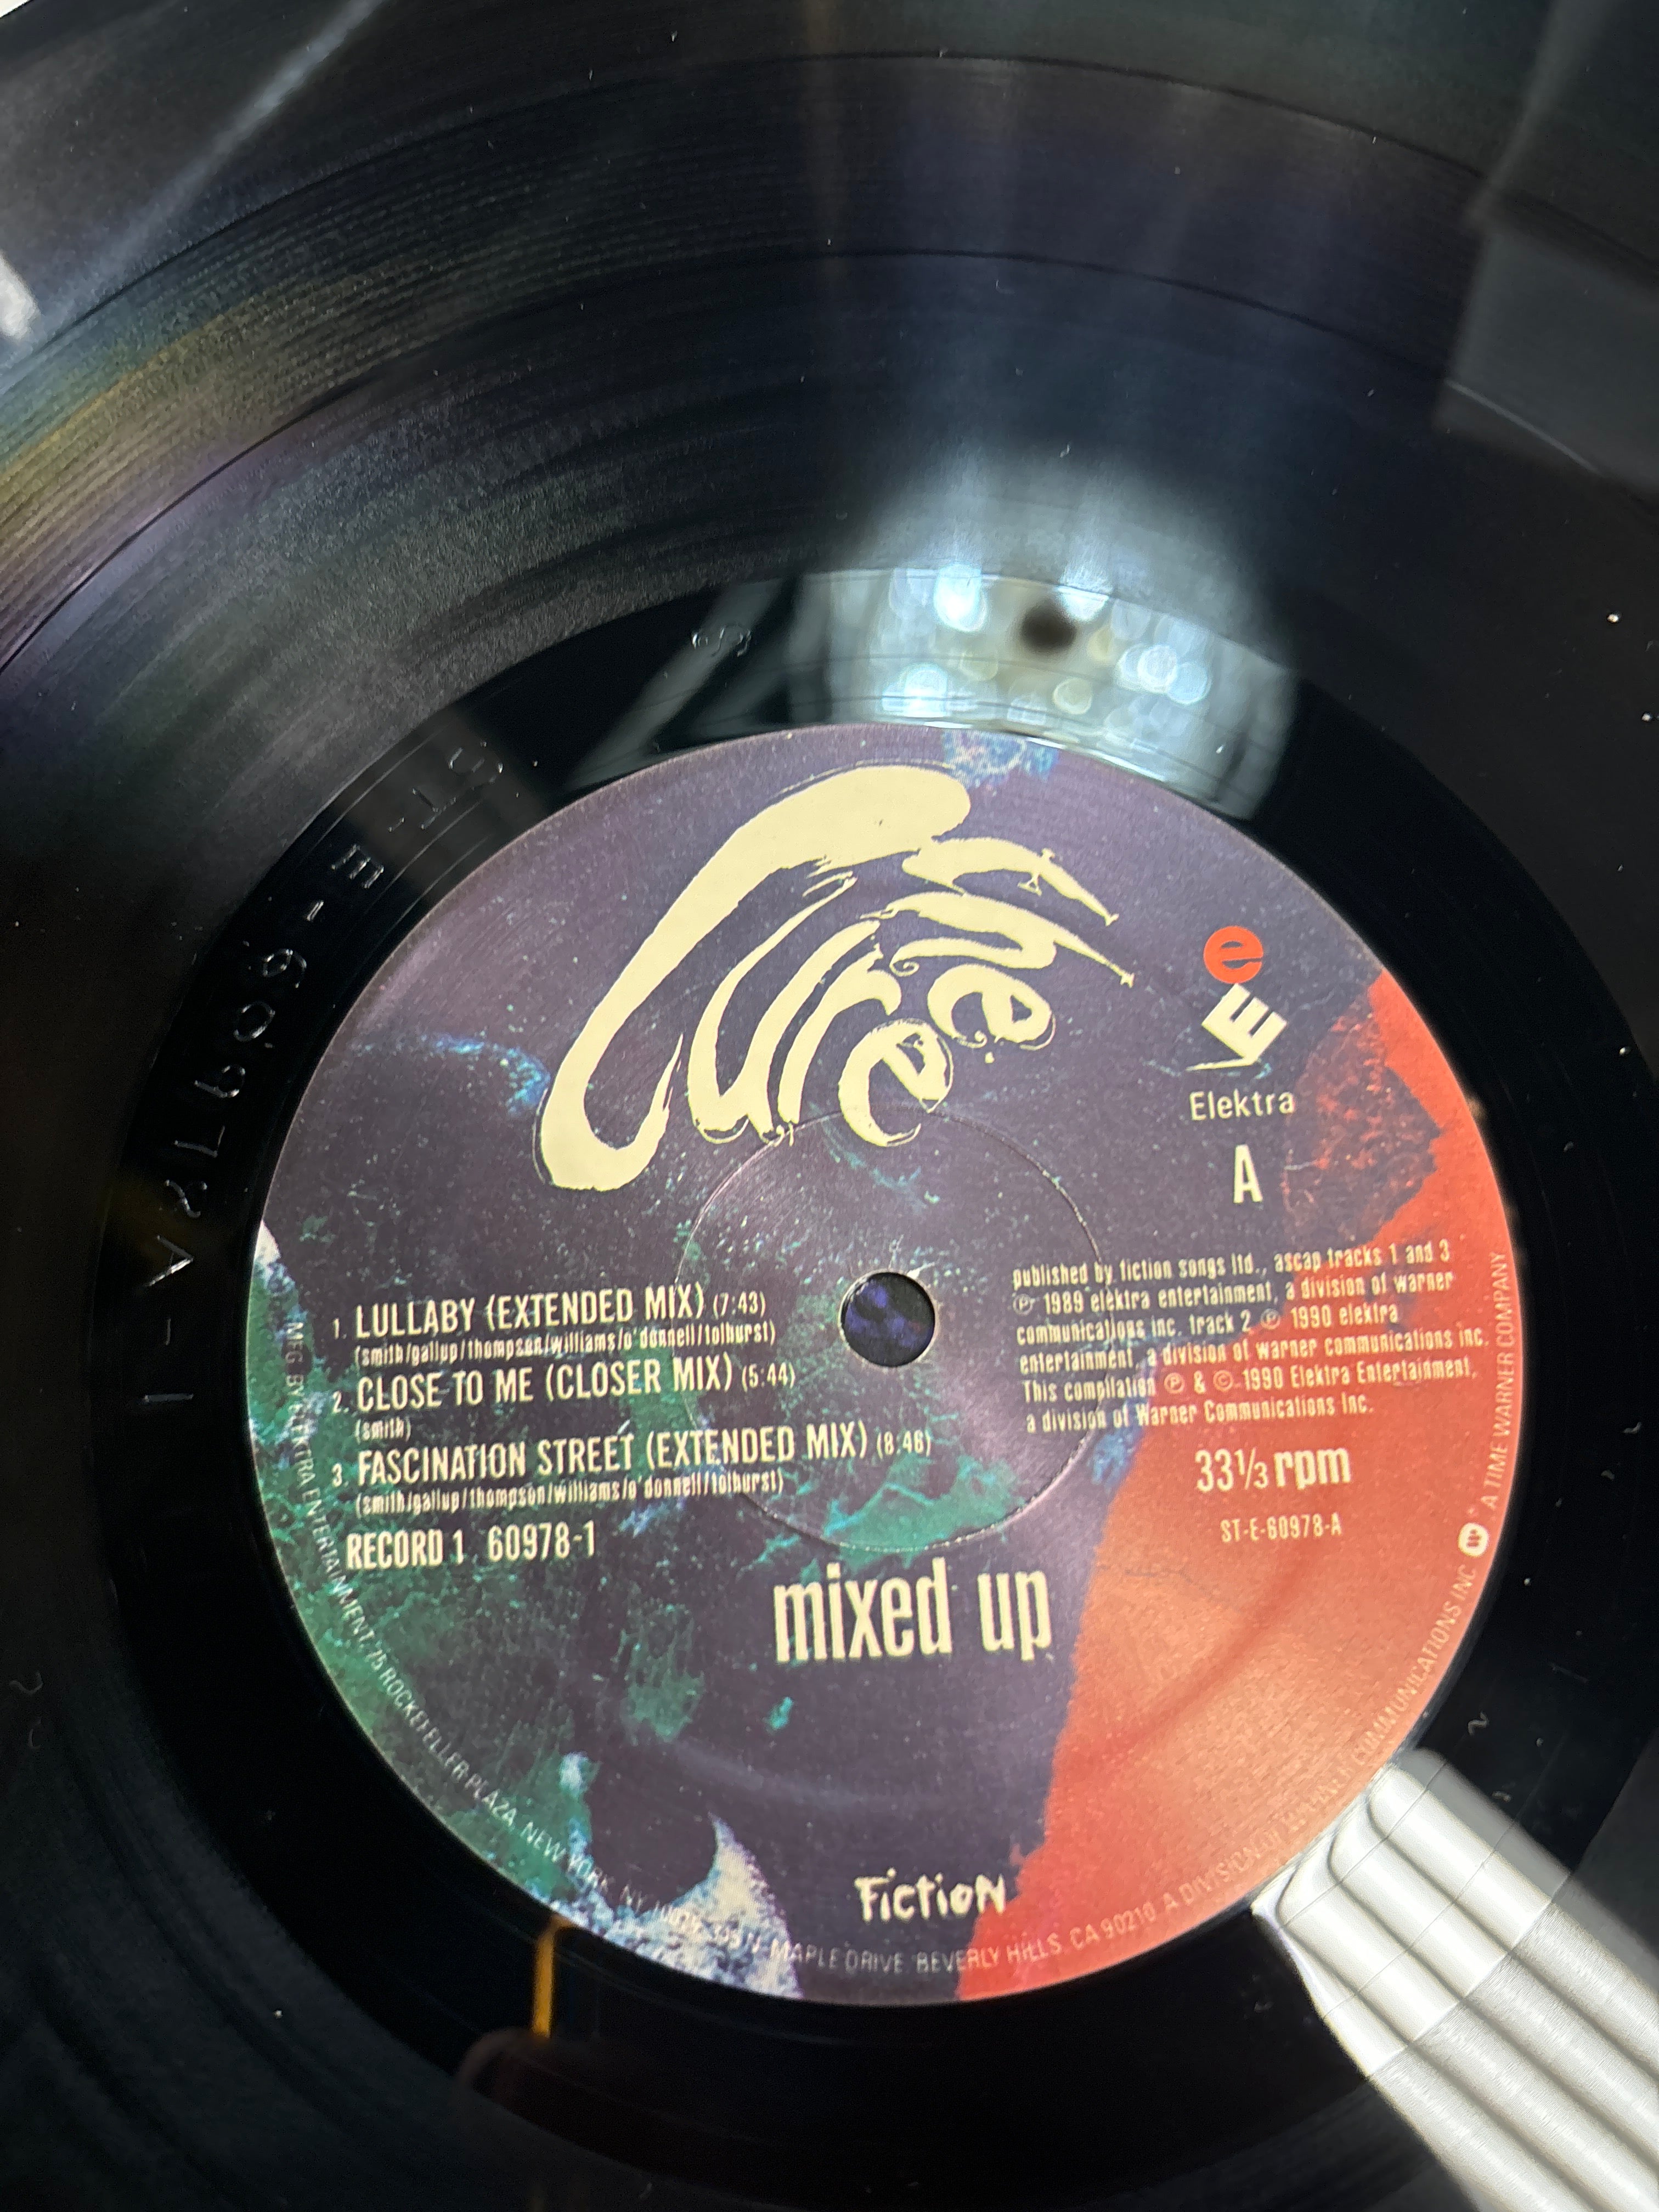 The
Cure
e
E
Elektra
A
1. LULLABY (EXTENDED MIX) (7:43)
(smith/gallup/thompson/williams/o'donnell/tolhurst)
2. CLOSE TO ME (CLOSER MIX) (5:44)
(smith)
3. FASCINATION STREET (EXTENDED MIX) (8:46)
(smith/gallup/thompson/williams/o'donnell/tolhurst)
RECORD 1 60978-1
published by fiction songs ltd., ascap tracks 1 and 3
℗ 1989 elektra entertainment, a division of warner
communications inc. track 2 ℗ 1990 elektra
entertainment, a division of warner communications inc.
This compilation ℗ & © 1990 Elektra Entertainment,
a division of Warner Communications Inc.
33⅓ rpm
ST-E-60978-A
mixed up
Fiction
MFG. BY ELEKTRA ENTERTAINMENT, 75 ROCKEFELLER PLAZA, NEW YORK, NY MAPLE DRIVE BEVERLY HILLS, CA 90210 A DIVISION OF COMMUNICATIONS INC. A TIME WARNER COMPANY
ST-E-60978-A-1
S